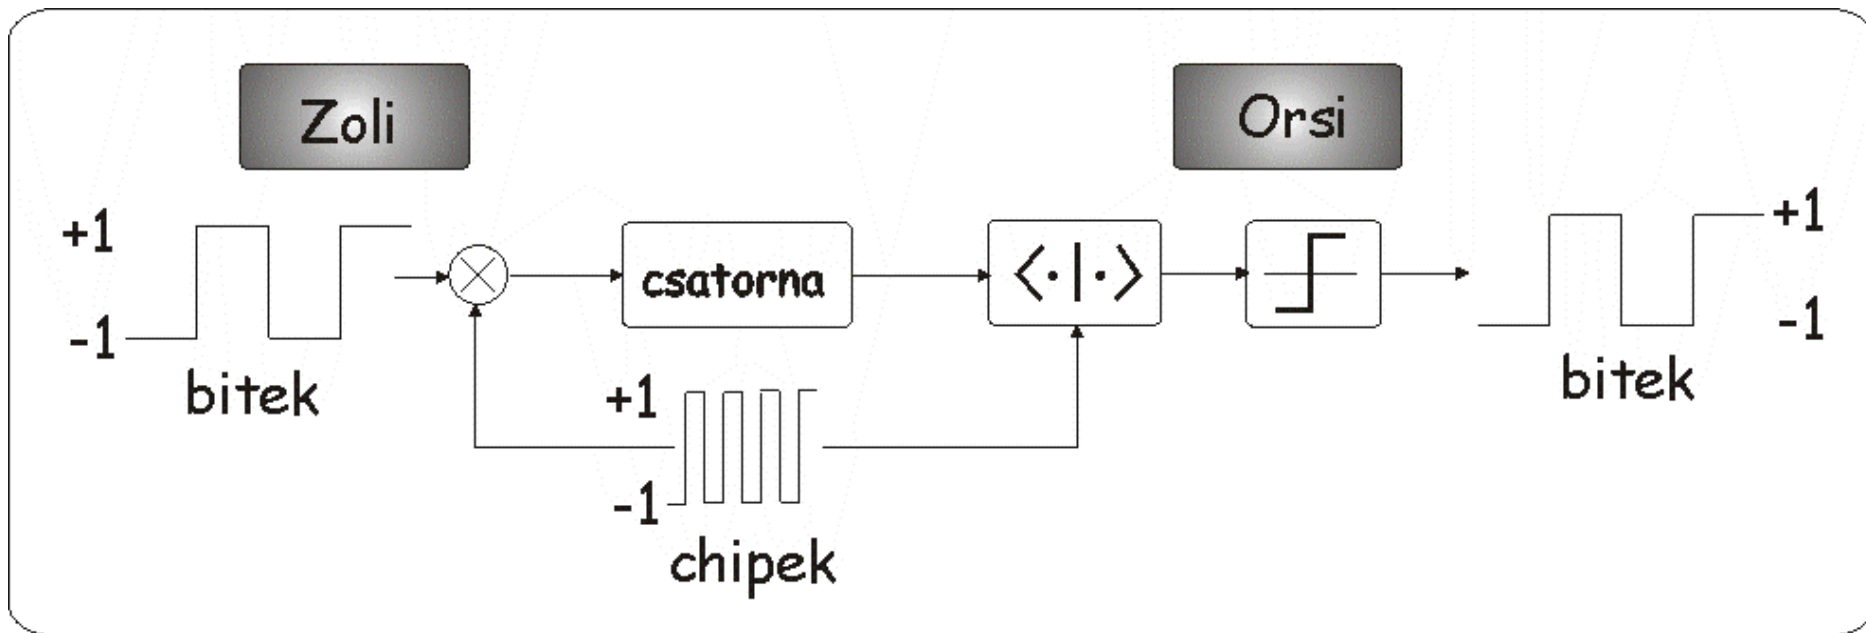 Zoli
Orsi
+1
-1
bitek
csatorna
⟨·|·⟩
+1
-1
chipek
+1
-1
bitek